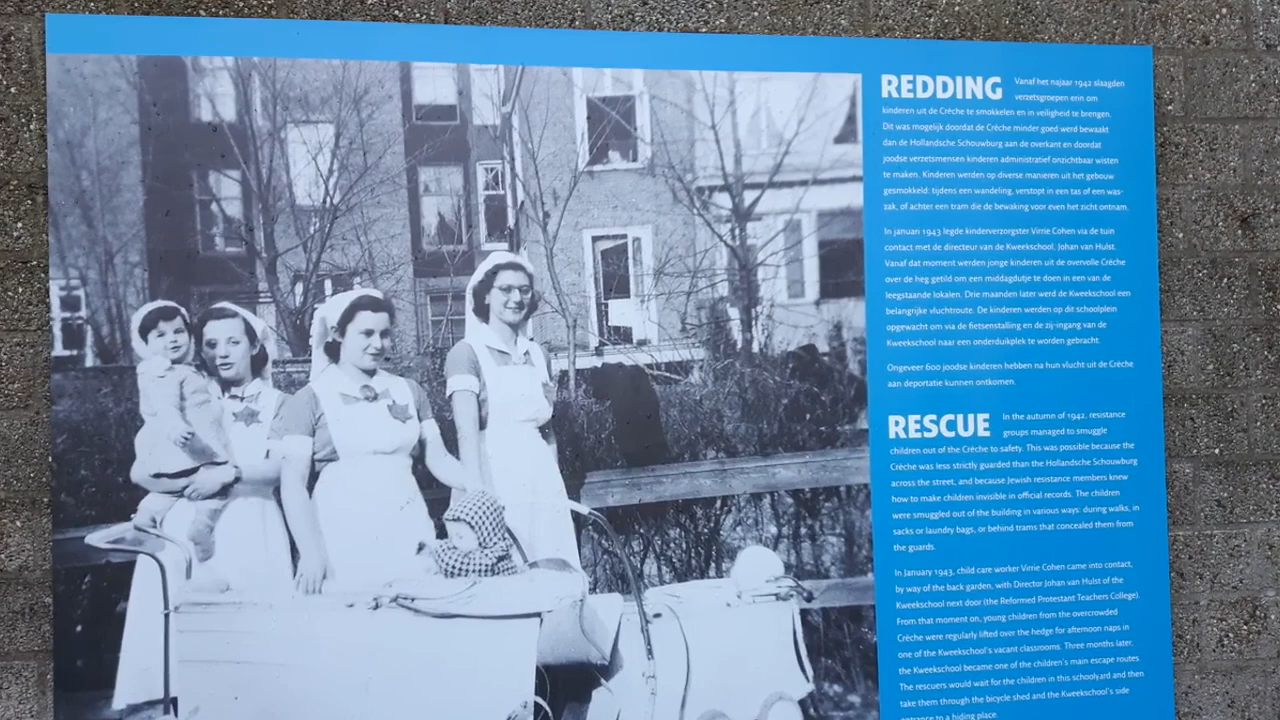 REDDING Vanaf het najaar 1942 slaagden
verzetsgroepen erin om
kinderen uit de Crèche te smokkelen en in veiligheid te brengen.
Dit was mogelijk doordat de Crèche minder goed werd bewaakt
dan de Hollandsche Schouwburg aan de overkant en doordat
joodse verzetsmensen kinderen administratief onzichtbaar wisten
te maken. Kinderen werden op diverse manieren uit het gebouw
gesmokkeld: tijdens een wandeling, verstopt in een tas of een was-
zak, of achter een tram die de bewaking voor even het zicht ontnam.
In januari 1943 legde kinderverzorgster Virrie Cohen via de tuin
contact met de directeur van de Kweekschool, Johan van Hulst.
Vanaf dat moment werden jonge kinderen uit de overvolle Crèche
over de heg getild om een middagdutje te doen in een van de
leegstaande lokalen. Drie maanden later werd de Kweekschool een
belangrijke vluchtroute. De kinderen werden op dit schoolplein
opgewacht om via de fietsenstalling en de zij-ingang van de
Kweekschool naar een onderduikplek te worden gebracht.
Ongeveer 600 joodse kinderen hebben na hun vlucht uit de Crèche
aan deportatie kunnen ontkomen.
RESCUE In the autumn of 1942, resistance
groups managed to smuggle
children out of the Crèche to safety. This was possible because the
Crèche was less strictly guarded than the Hollandsche Schouwburg
across the street, and because Jewish resistance members knew
how to make children invisible in official records. The children
were smuggled out of the building in various ways: during walks, in
sacks or laundry bags, or behind trams that concealed them from
the guards.
In January 1943, child care worker Virrie Cohen came into contact,
by way of the back garden, with Director Johan van Hulst of the
Kweekschool next door (the Reformed Protestant Teachers College).
From that moment on, young children from the overcrowded
Crèche were regularly lifted over the hedge for afternoon naps in
one of the Kweekschool's vacant classrooms. Three months later,
the Kweekschool became one of the children's main escape routes.
The rescuers would wait for the children in this schoolyard and then
take them through the bicycle shed and the Kweekschool's side
entrance to a hiding place.